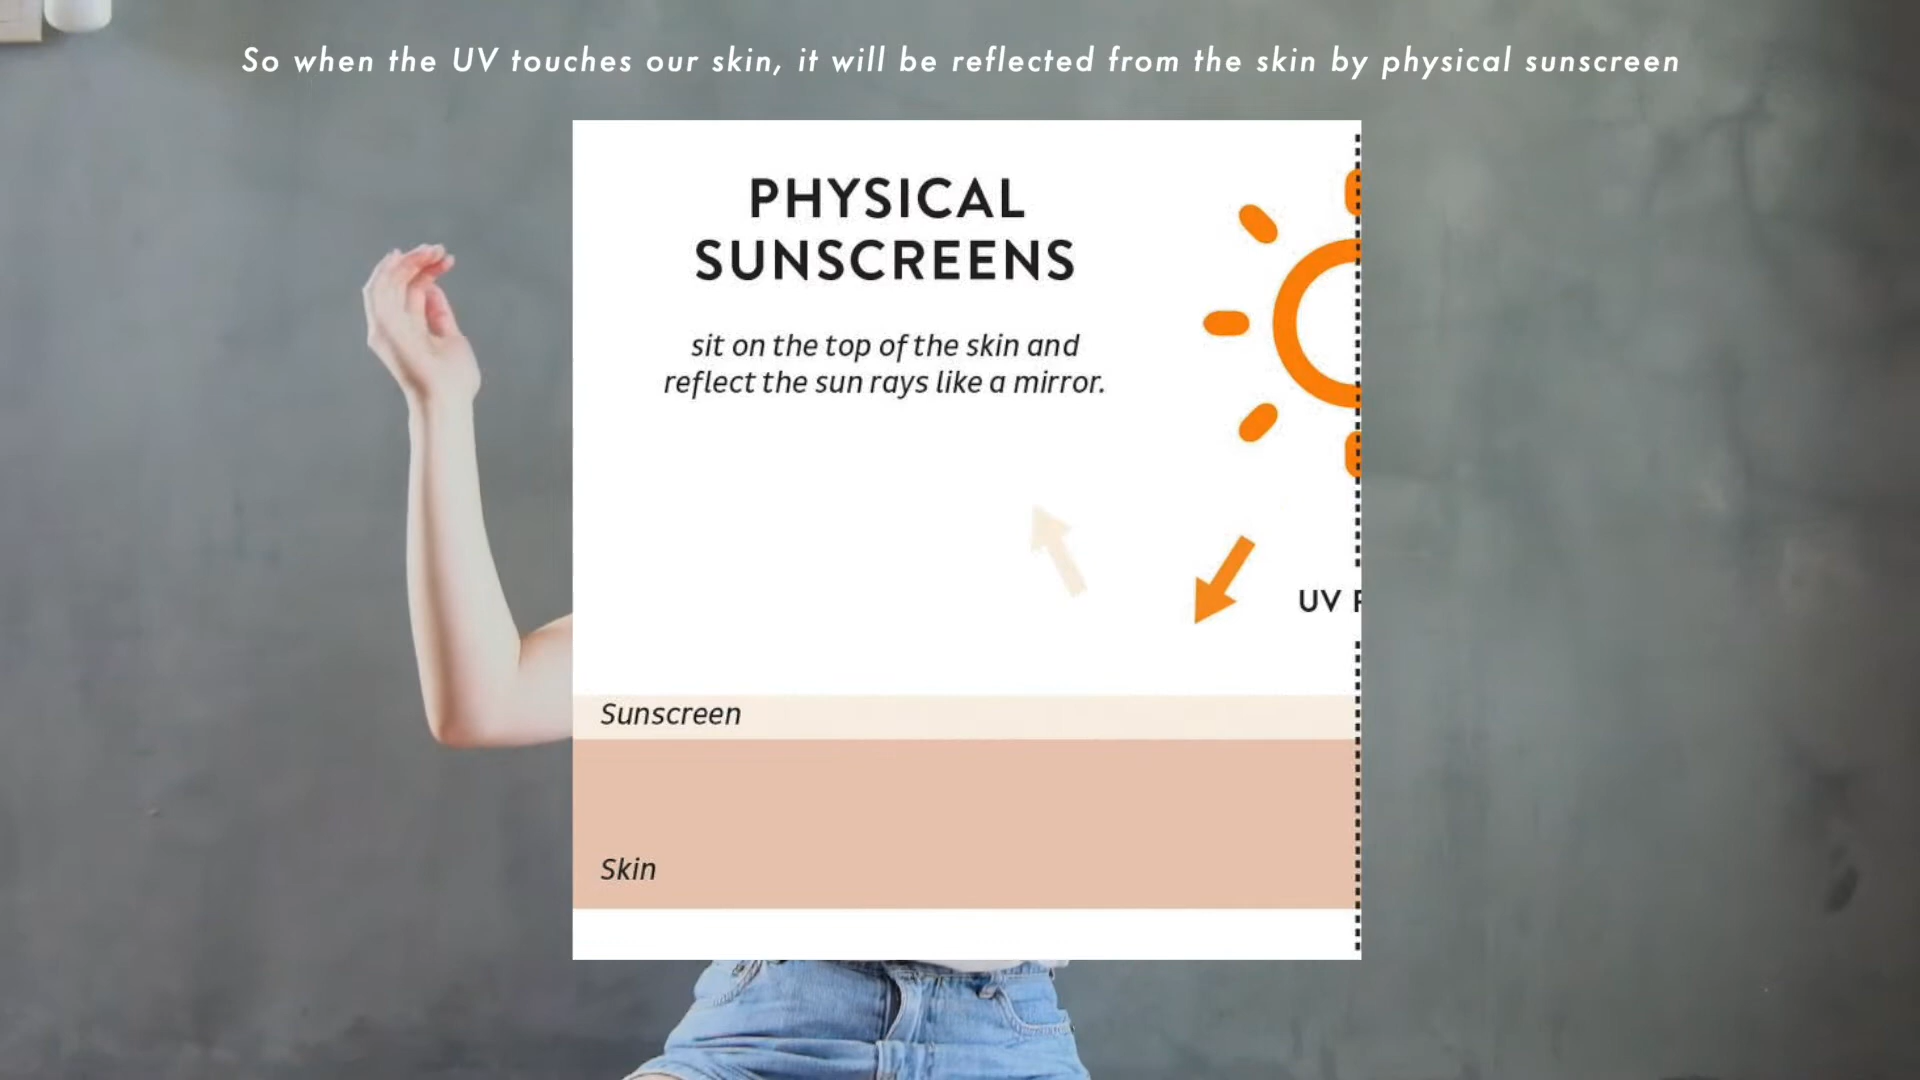 So when the UV touches our skin, it will be reflected from the skin by physical sunscreen
PHYSICAL
SUNSCREENS
sit on the top of the skin and
reflect the sun rays like a mirror.
UV
Sunscreen
Skin